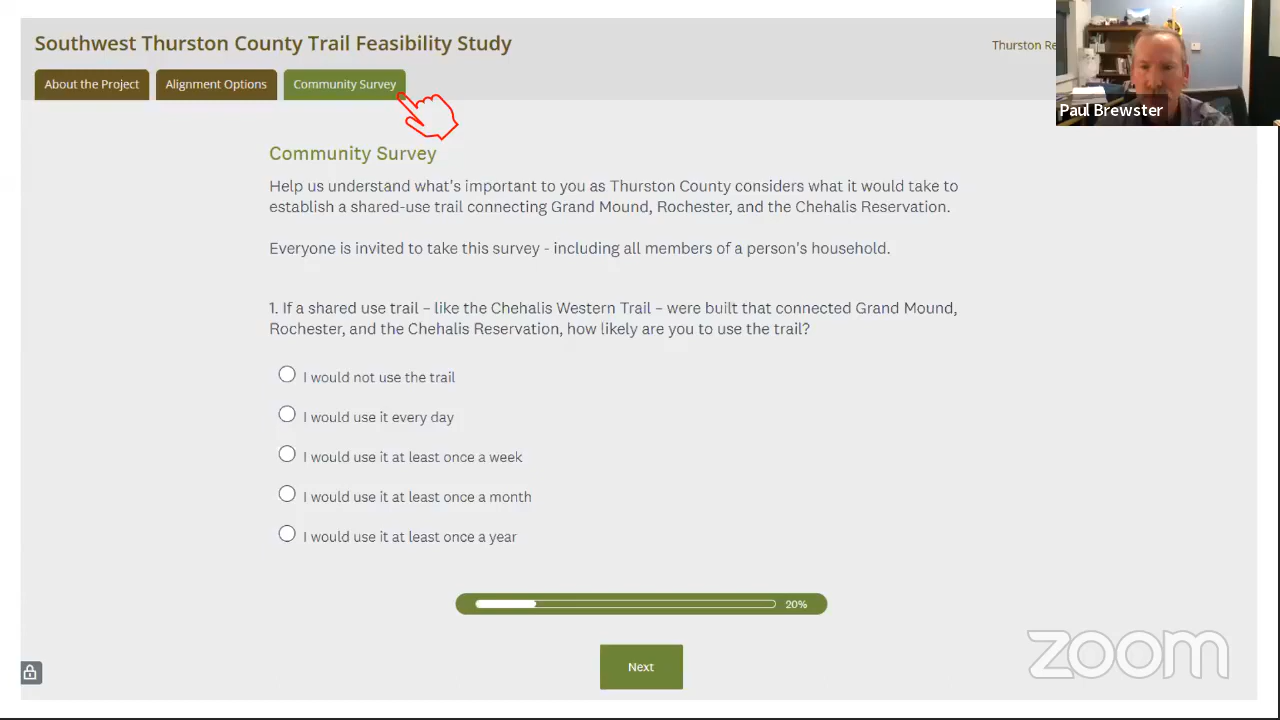 Southwest Thurston County Trail Feasibility Study
Thurston Re
Paul Brewster
About the Project
Alignment Options
Community Survey
Community Survey
Help us understand what's important to you as Thurston County considers what it would take to
establish a shared-use trail connecting Grand Mound, Rochester, and the Chehalis Reservation.
Everyone is invited to take this survey - including all members of a person's household.
1. If a shared use trail – like the Chehalis Western Trail – were built that connected Grand Mound,
Rochester, and the Chehalis Reservation, how likely are you to use the trail?
I would not use the trail
I would use it every day
I would use it at least once a week
I would use it at least once a month
I would use it at least once a year
20%
Next
zoom